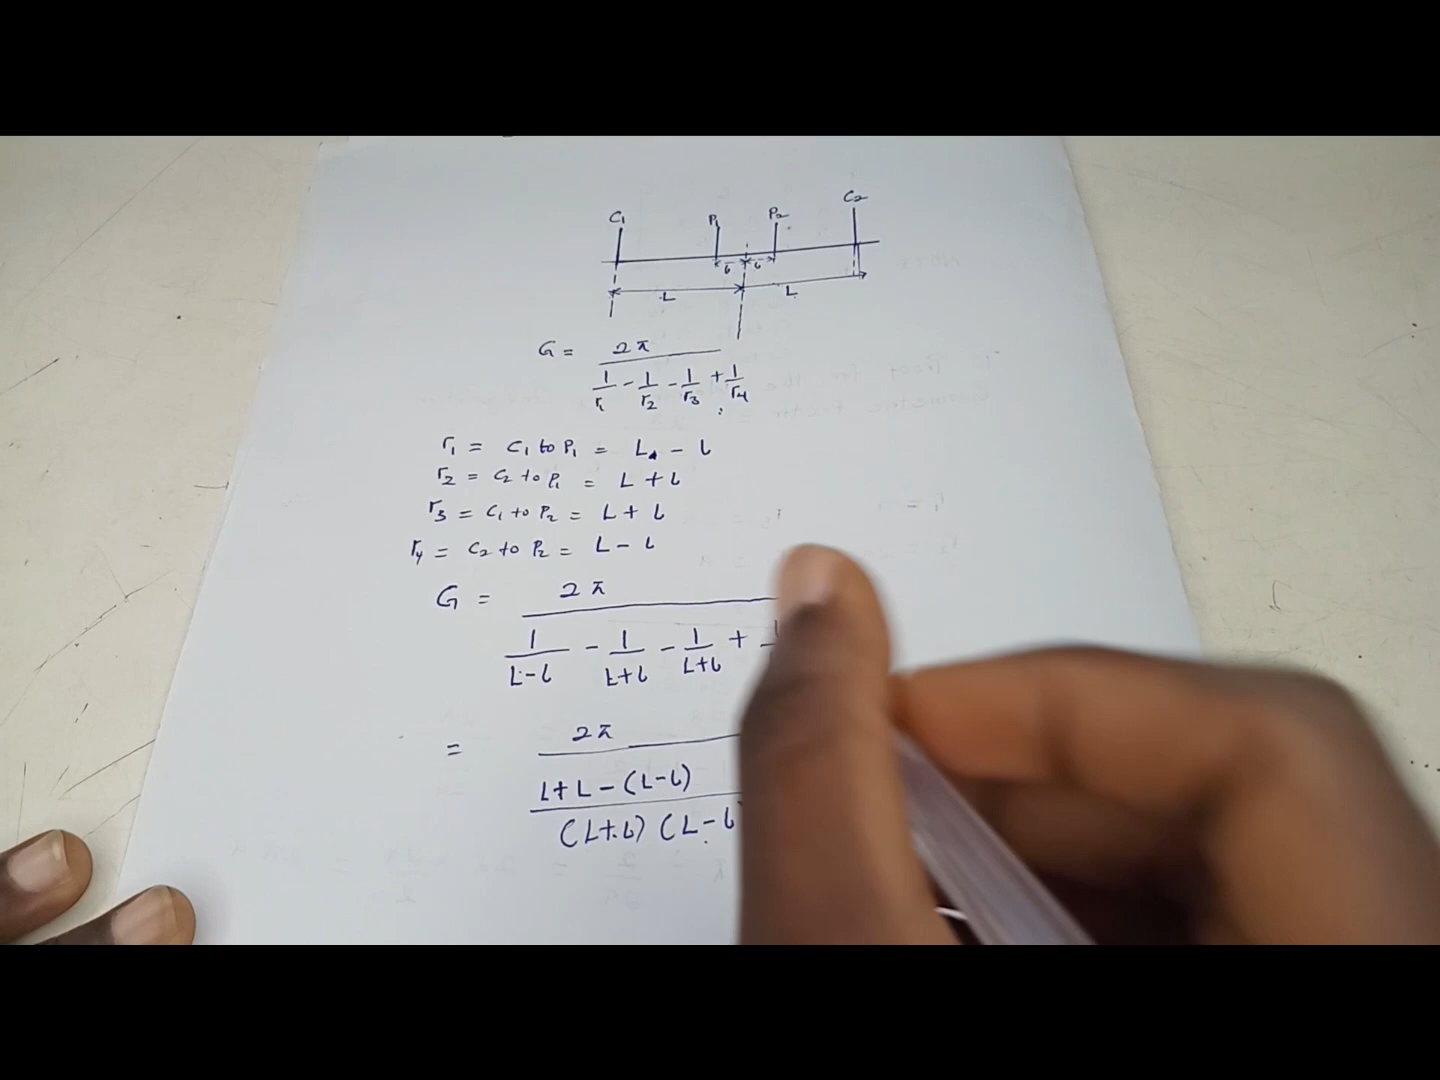 C1 P1 P2 C2
l l
L L
G = 2π / (1/r1 - 1/r2 - 1/r3 + 1/r4)
r1 = C1 to P1 = L - l
r2 = C2 to P1 = L + l
r3 = C1 to P2 = L + l
r4 = C2 to P2 = L - l
G = 2π / (1/(L-l) - 1/(L+l) - 1/(L+l) +
= 2π
L+L - (L-l)
(L+l) (L-l